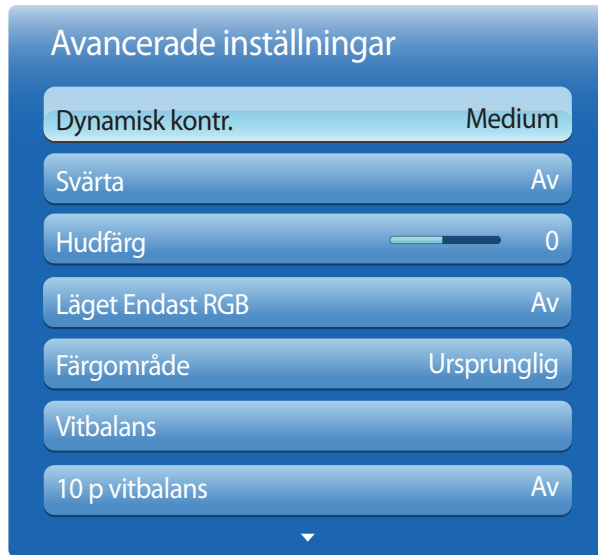 Avancerade inställningar
Dynamisk kontr. Medium
Svärta Av
Hudfärg 0
Läget Endast RGB Av
Färgområde Ursprunglig
Vitbalans
10 p vitbalans Av